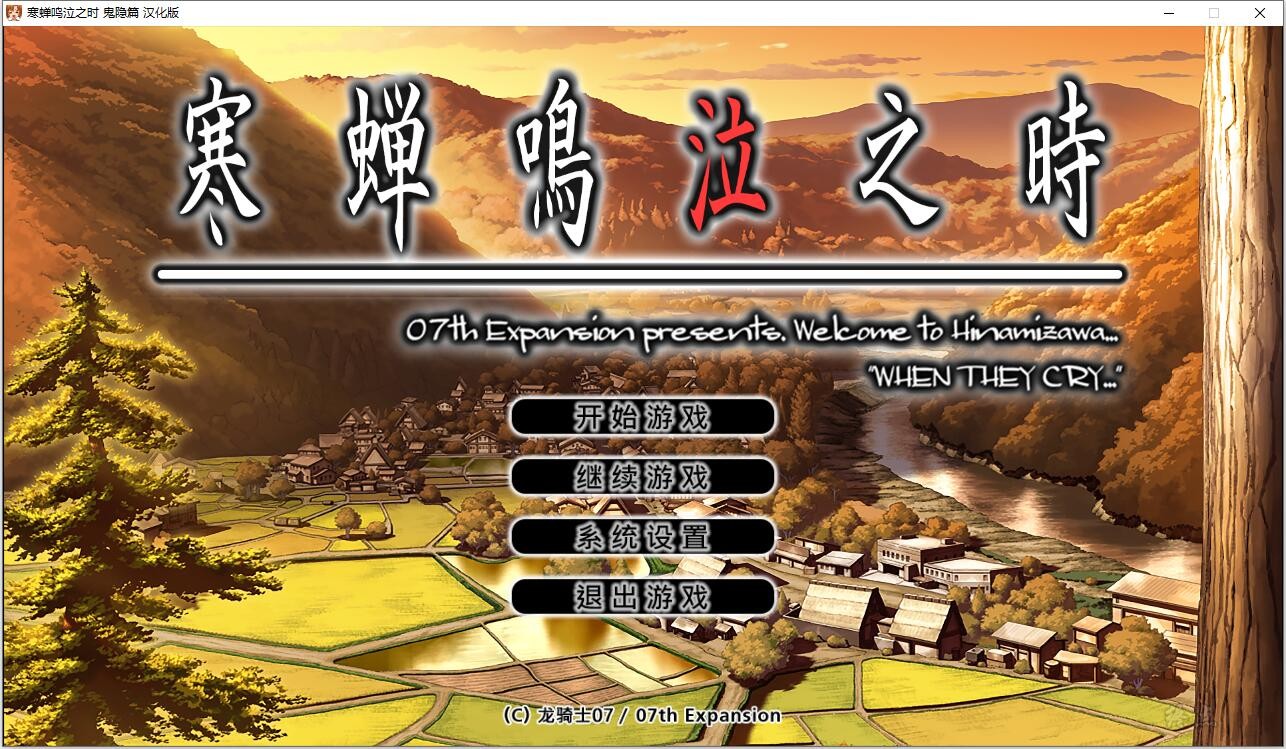 寒蝉鸣泣之时 鬼隐篇 汉化版
寒蝉鳴泣之時
07th Expansion presents. Welcome to Hinamizawa...
"WHEN THEY CRY..."
开始游戏
继续游戏
系统设置
退出游戏
(C) 龙骑士07 / 07th Expansion